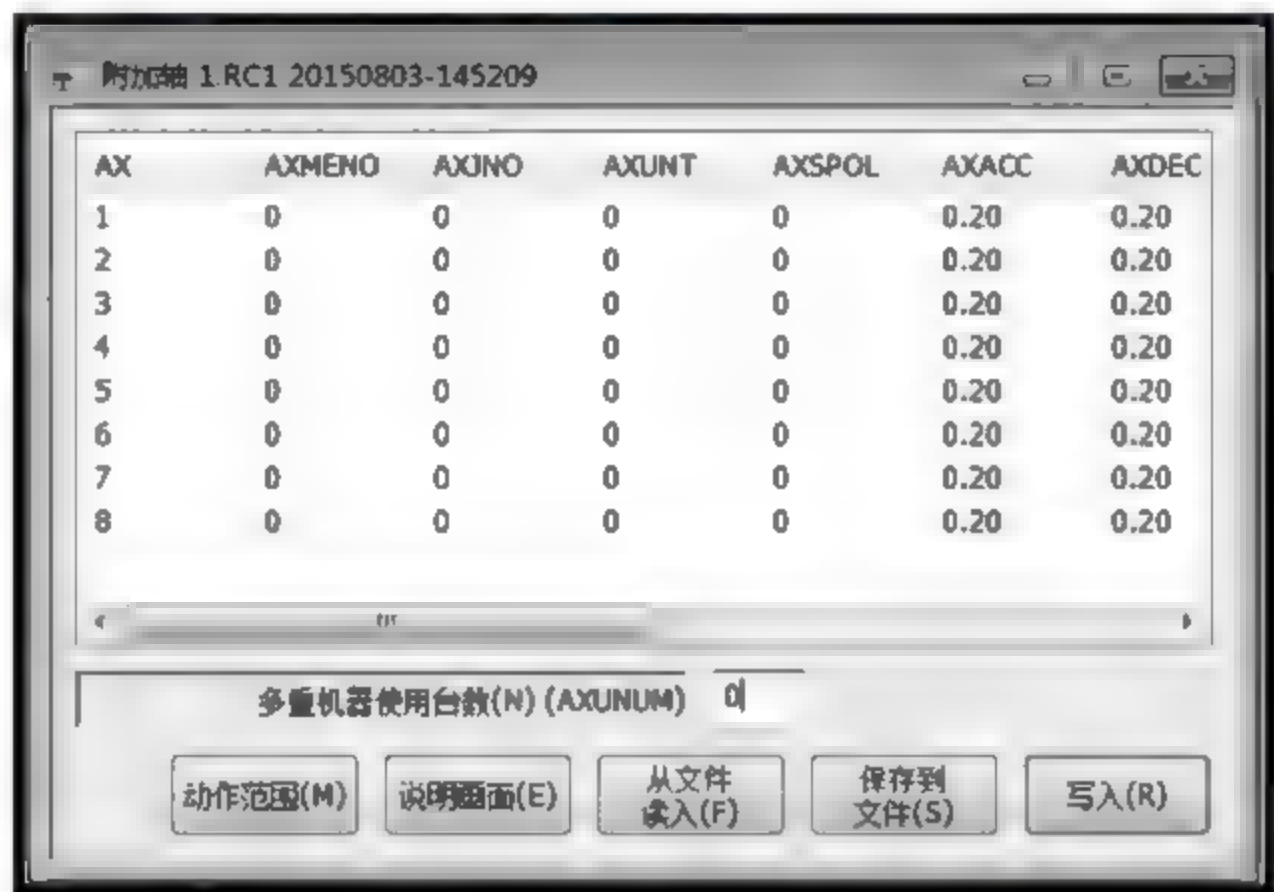 附加轴 1.RC1 20150803-145209
AX AXMENO AXJNO AXUNT AXSPOL AXACC AXDEC
1 0 0 0 0 0.20 0.20
2 0 0 0 0 0.20 0.20
3 0 0 0 0 0.20 0.20
4 0 0 0 0 0.20 0.20
5 0 0 0 0 0.20 0.20
6 0 0 0 0 0.20 0.20
7 0 0 0 0 0.20 0.20
8 0 0 0 0 0.20 0.20
多重机器使用台数(N) (AXUNUM) 0
动作范围(M) 说明画面(E) 从文件读入(F) 保存到文件(S) 写入(R)